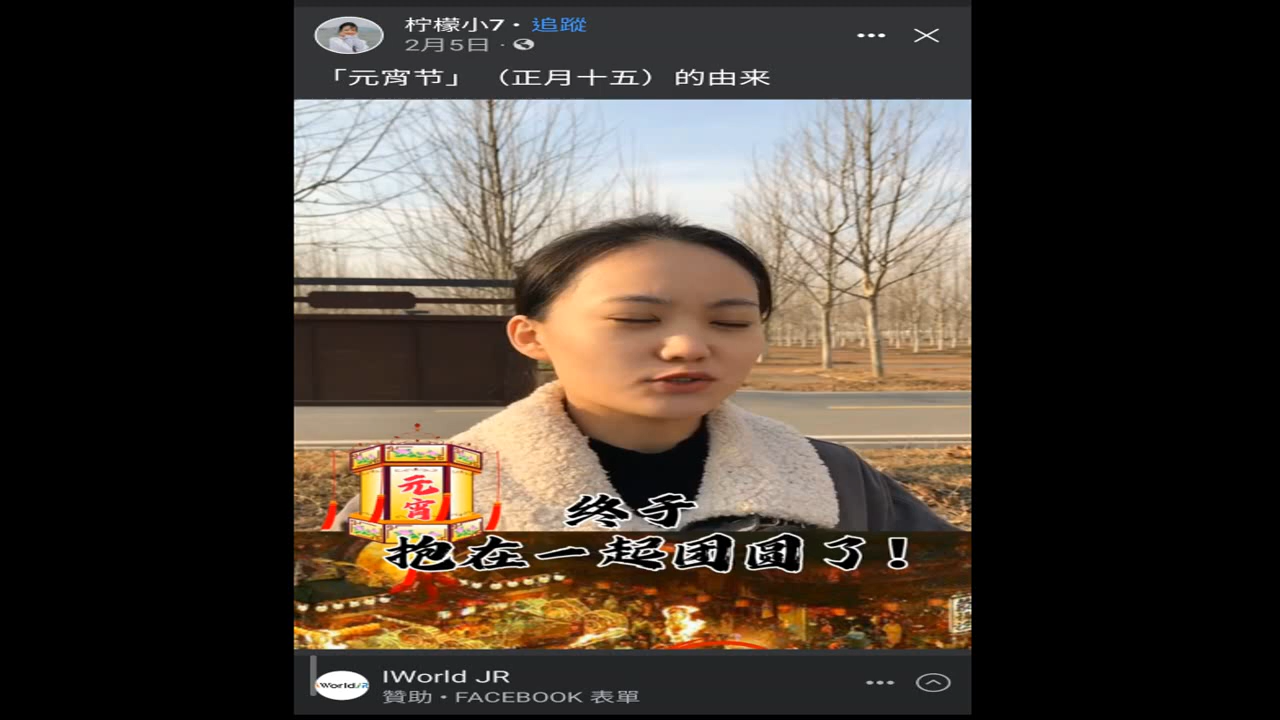 柠檬小7 · 追蹤
2月5日 ·
「元宵节」（正月十五）的由来
元宵
终于
抱在一起团圆了！
IWorld JR
iWorldJR
贊助 · FACEBOOK 表單